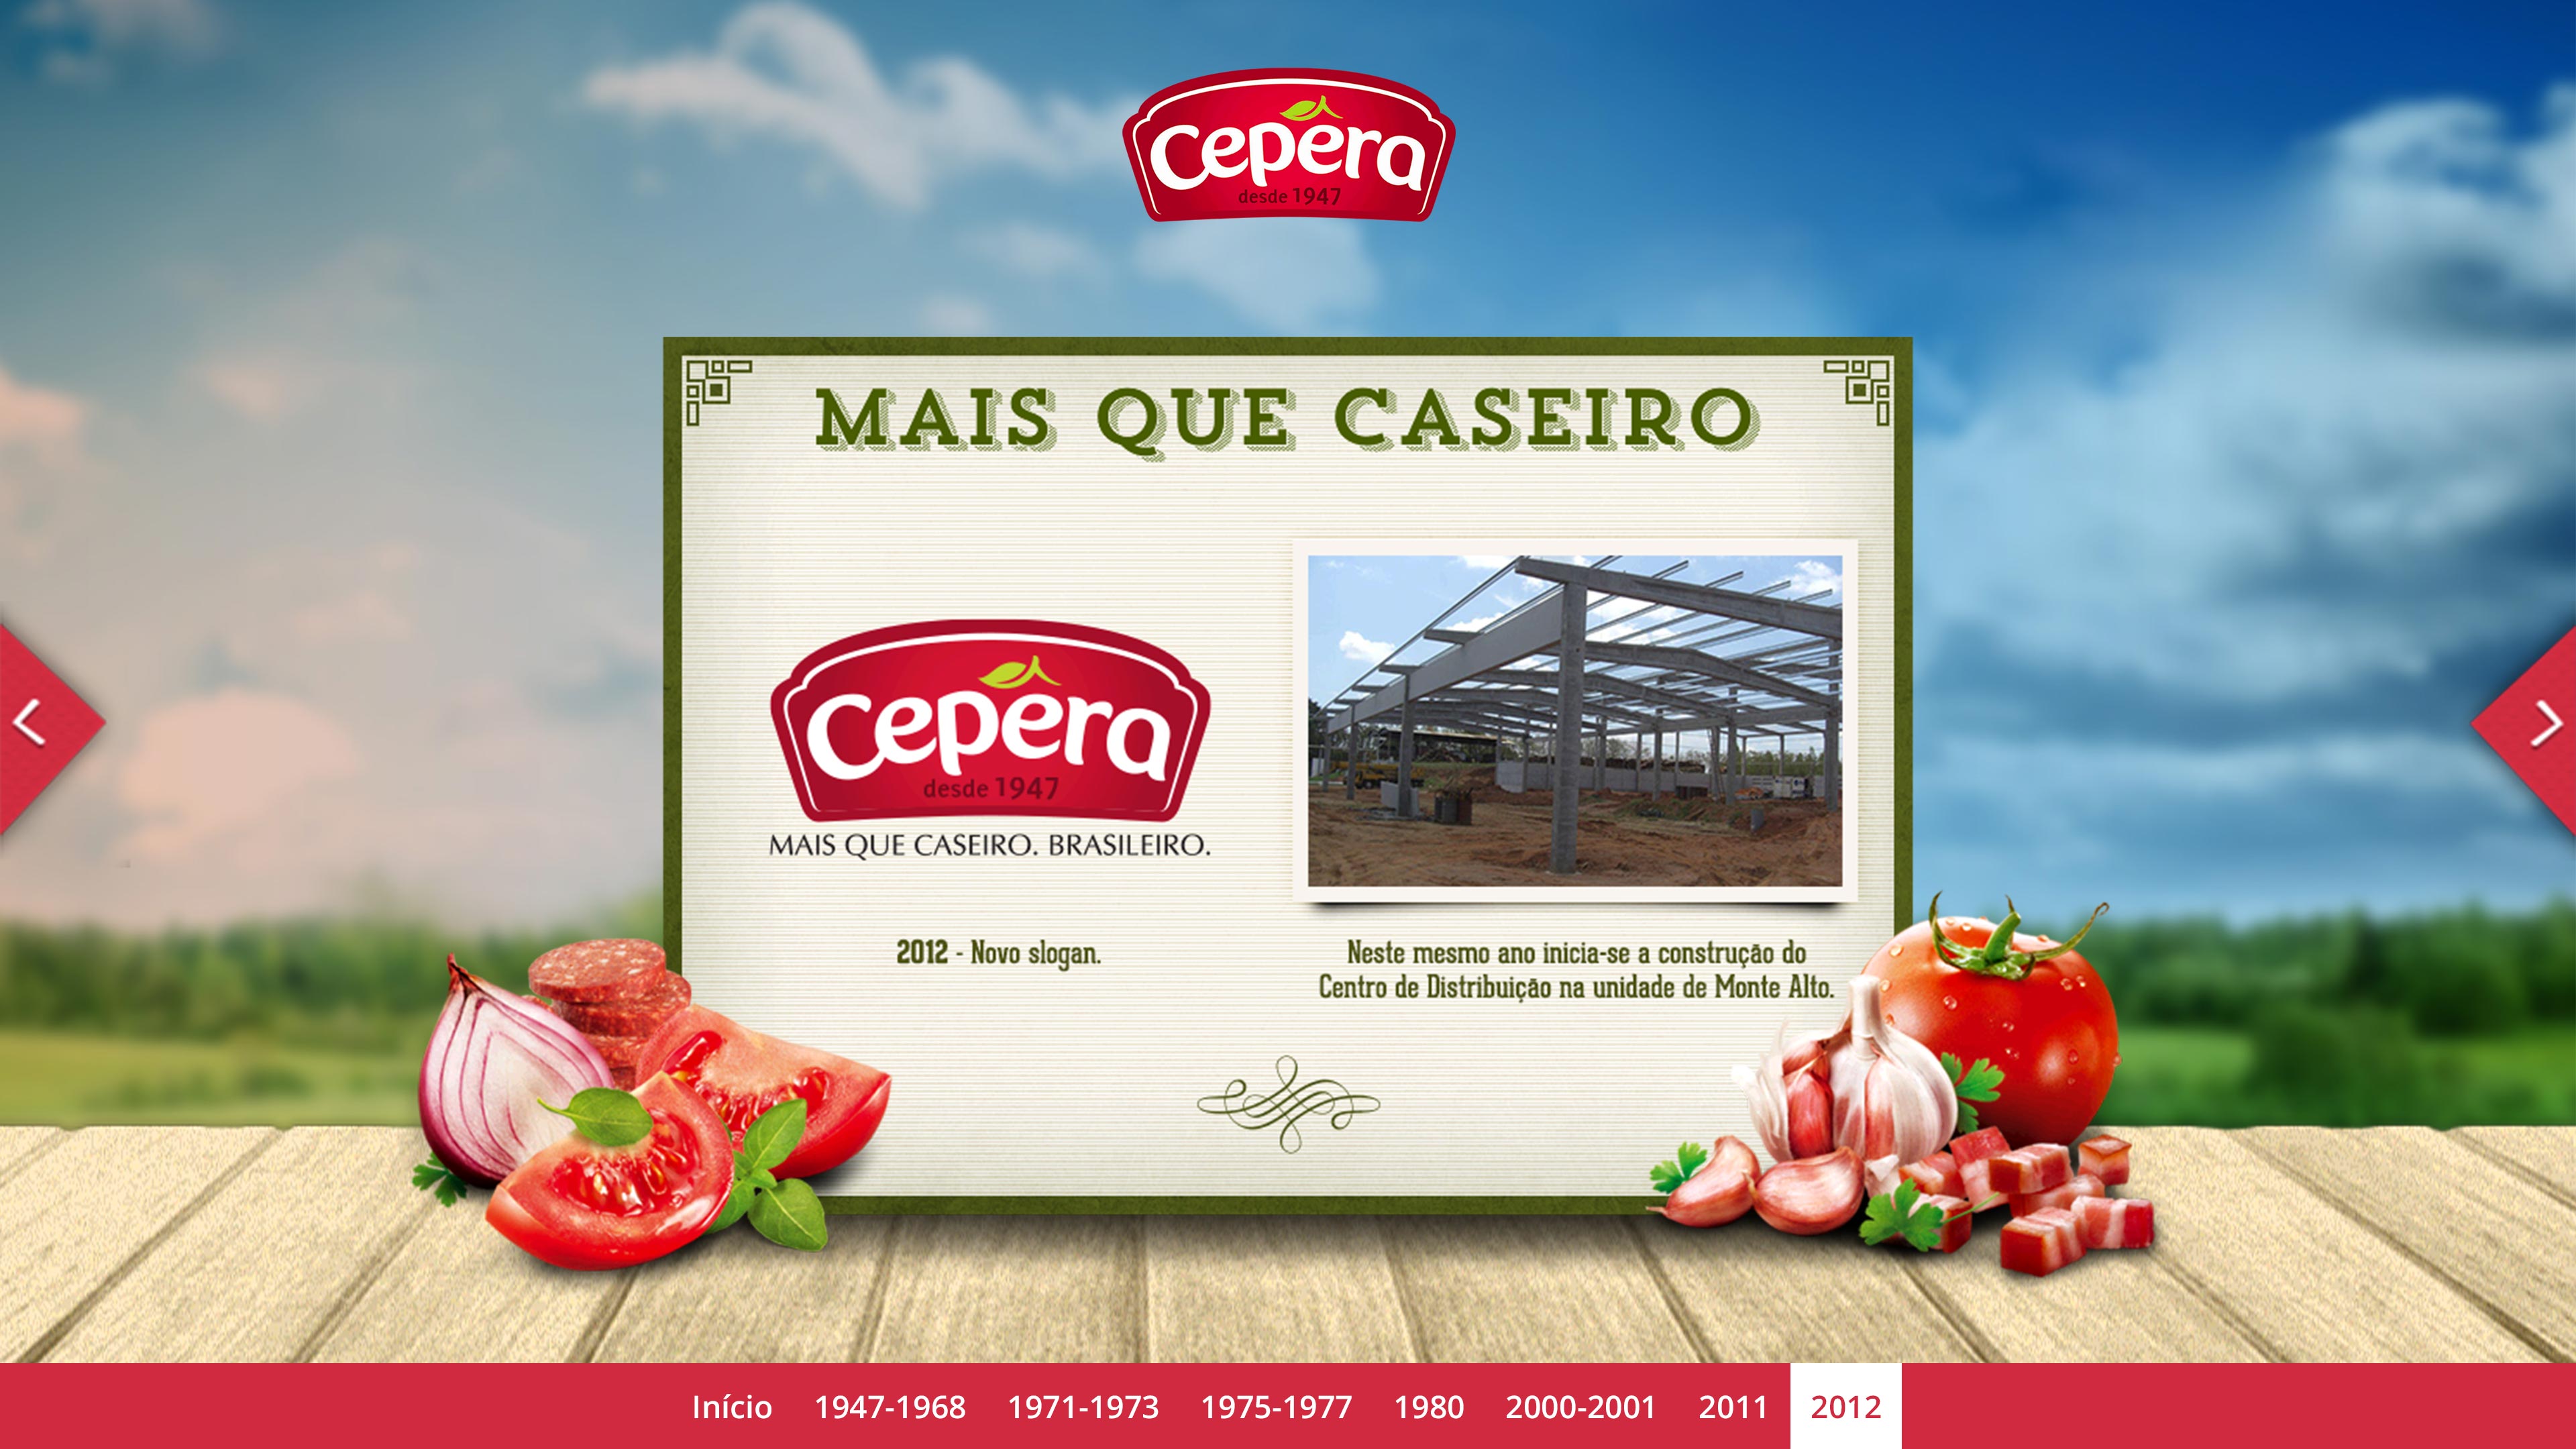 Cepêra
desde 1947
MAIS QUE CASEIRO
Cepêra
desde 1947
MAIS QUE CASEIRO. BRASILEIRO.
2012 - Novo slogan.
Neste mesmo ano inicia-se a construção do
Centro de Distribuição na unidade de Monte Alto.
Início 1947-1968 1971-1973 1975-1977 1980 2000-2001 2011 2012